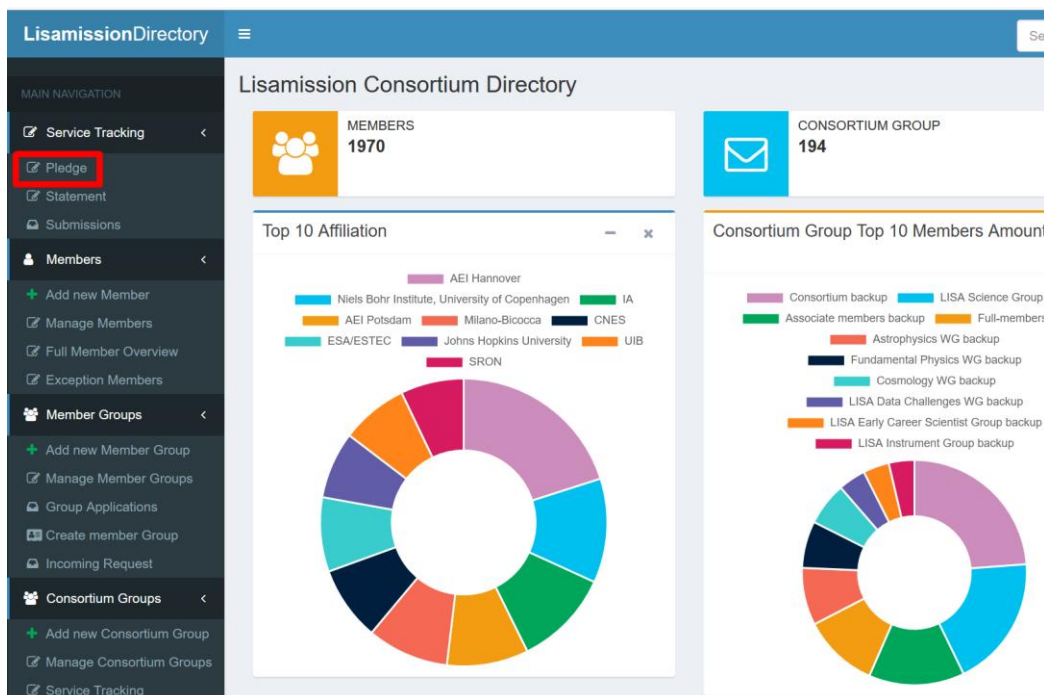 LisamissionDirectory
Se
MAIN NAVIGATION
Service Tracking
Pledge
Statement
Submissions
Members
Add new Member
Manage Members
Full Member Overview
Exception Members
Member Groups
Add new Member Group
Manage Member Groups
Group Applications
Create member Group
Incoming Request
Consortium Groups
Add new Consortium Group
Manage Consortium Groups
Service Tracking
Lisamission Consortium Directory
MEMBERS
1970
CONSORTIUM GROUP
194
Top 10 Affiliation
AEI Hannover
Niels Bohr Institute, University of Copenhagen IA
AEI Potsdam Milano-Bicocca CNES
ESA/ESTEC Johns Hopkins University UIB
SRON
Consortium Group Top 10 Members Amount
Consortium backup LISA Science Group
Associate members backup Full-members
Astrophysics WG backup
Fundamental Physics WG backup
Cosmology WG backup
LISA Data Challenges WG backup
LISA Early Career Scientist Group backup
LISA Instrument Group backup